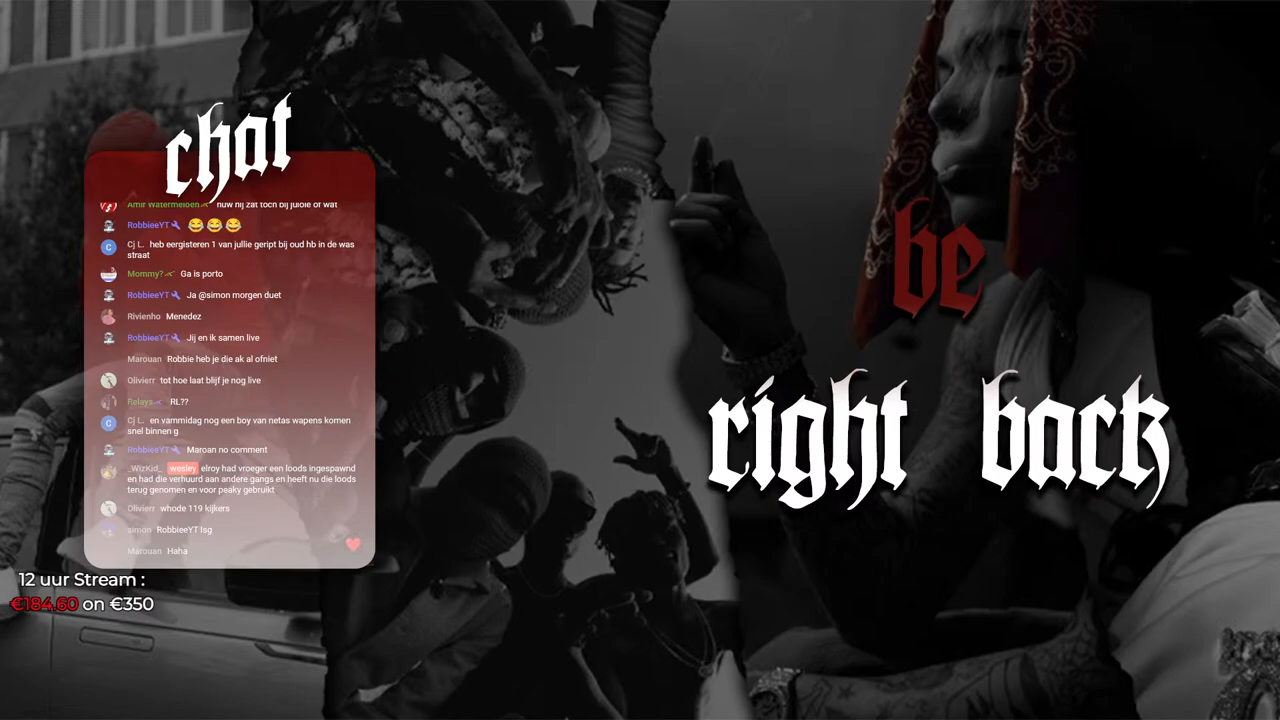 chat
Amir Watermeloen huw hij zat toch bij juloie of wat
RobbieeYT 😂😂😂
Cj L. heb eergisteren 1 van jullie geript bij oud hb in de was
straat
Mommy? Ga is porto
RobbieeYT Ja @simon morgen duet
Rivienho Menedez
RobbieeYT Jij en ik samen live
Marouan Robbie heb je die ak al ofniet
Olivierr tot hoe laat blijf je nog live
Relays RL??
Cj L. en vammidag nog een boy van netas wapens komen
snel binnen g
RobbieeYT Maroan no comment
_WizKid_ wesley elroy had vroeger een loods ingespawnd
en had die verhuurd aan andere gangs en heeft nu die loods
terug genomen en voor peaky gebruikt
Olivierr whode 119 kijkers
simon RobbieeYT lsg
Marouan Haha
12 uur Stream :
€184.60 on €350
be
right back